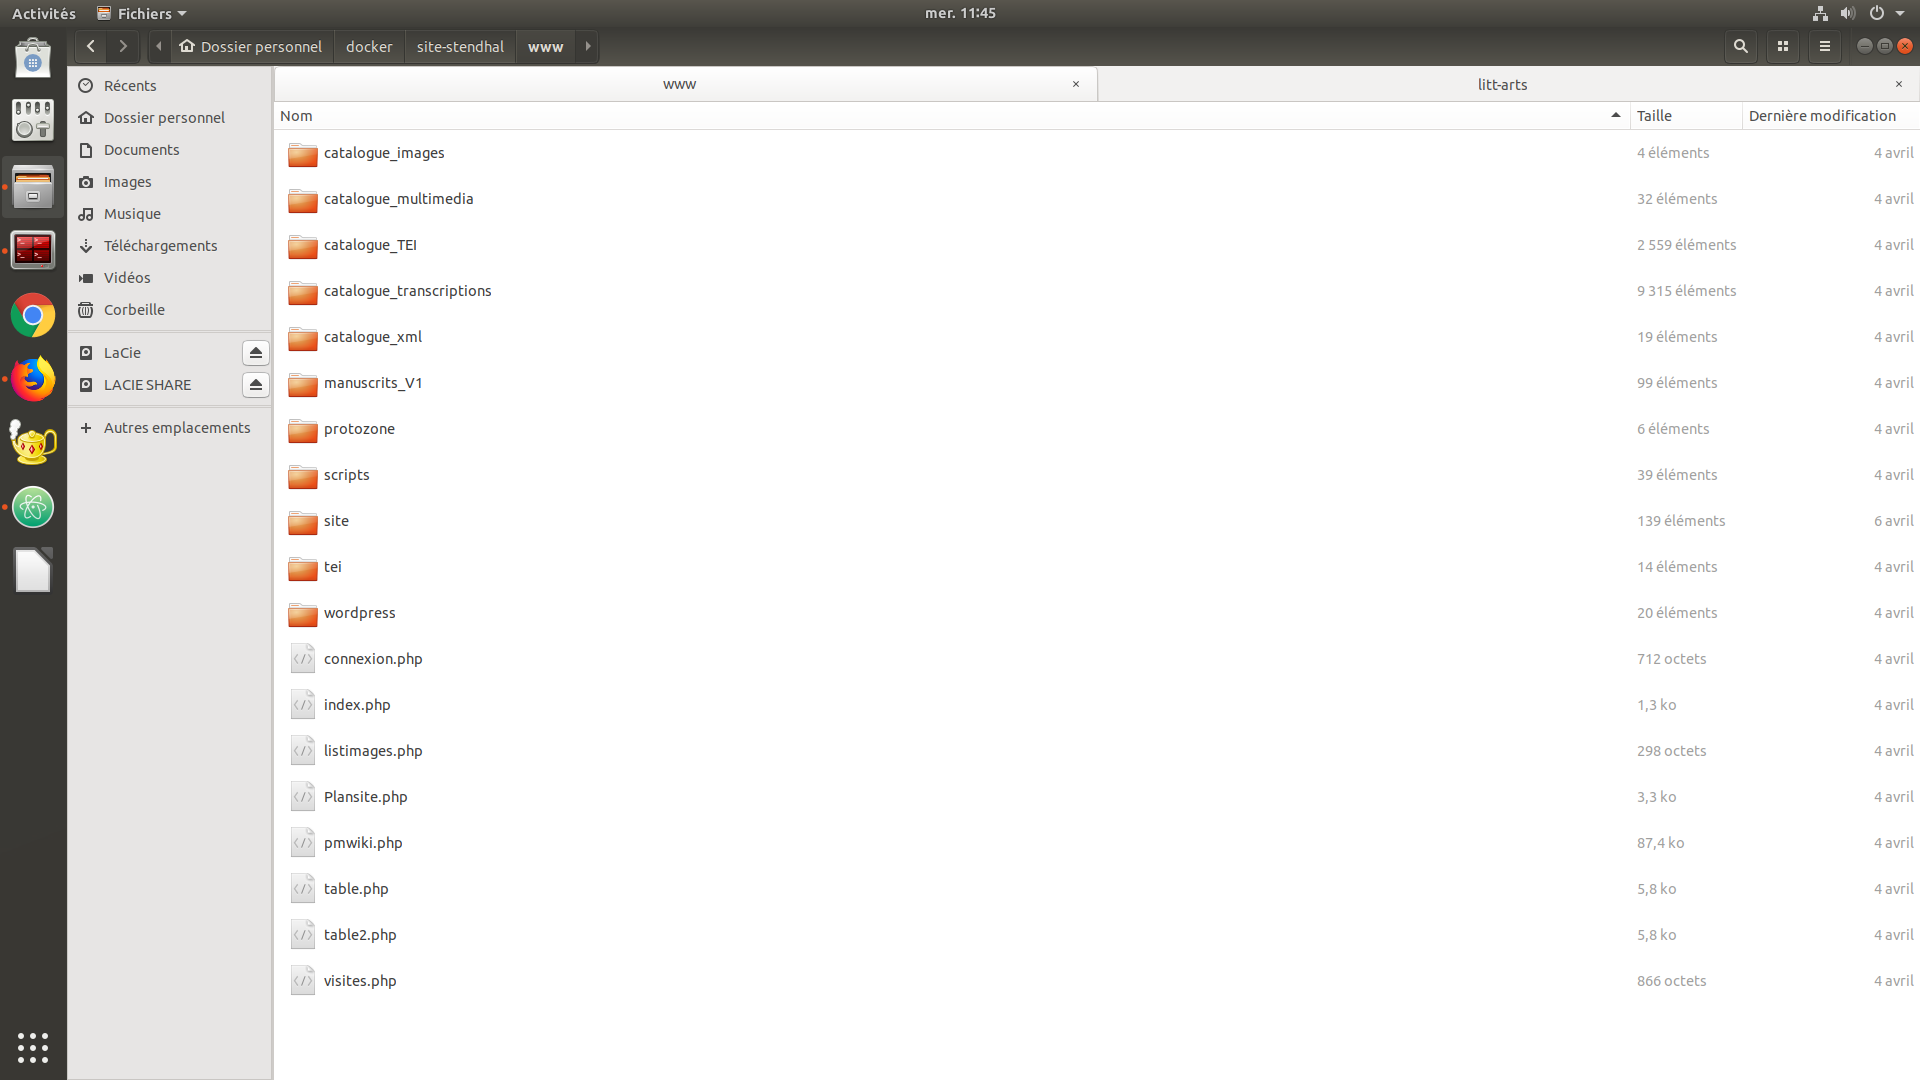 Activités Fichiers mer. 11:45
Dossier personnel docker site-stendhal www
Récents
Dossier personnel
Documents
Images
Musique
Téléchargements
Vidéos
Corbeille
LaCie
LACIE SHARE
Autres emplacements
www litt-arts
Nom Taille Dernière modification
catalogue_images 4 éléments 4 avril
catalogue_multimedia 32 éléments 4 avril
catalogue_TEI 2 559 éléments 4 avril
catalogue_transcriptions 9 315 éléments 4 avril
catalogue_xml 19 éléments 4 avril
manuscrits_V1 99 éléments 4 avril
protozone 6 éléments 4 avril
scripts 39 éléments 4 avril
site 139 éléments 6 avril
tei 14 éléments 4 avril
wordpress 20 éléments 4 avril
connexion.php 712 octets 4 avril
index.php 1,3 ko 4 avril
listimages.php 298 octets 4 avril
Plansite.php 3,3 ko 4 avril
pmwiki.php 87,4 ko 4 avril
table.php 5,8 ko 4 avril
table2.php 5,8 ko 4 avril
visites.php 866 octets 4 avril